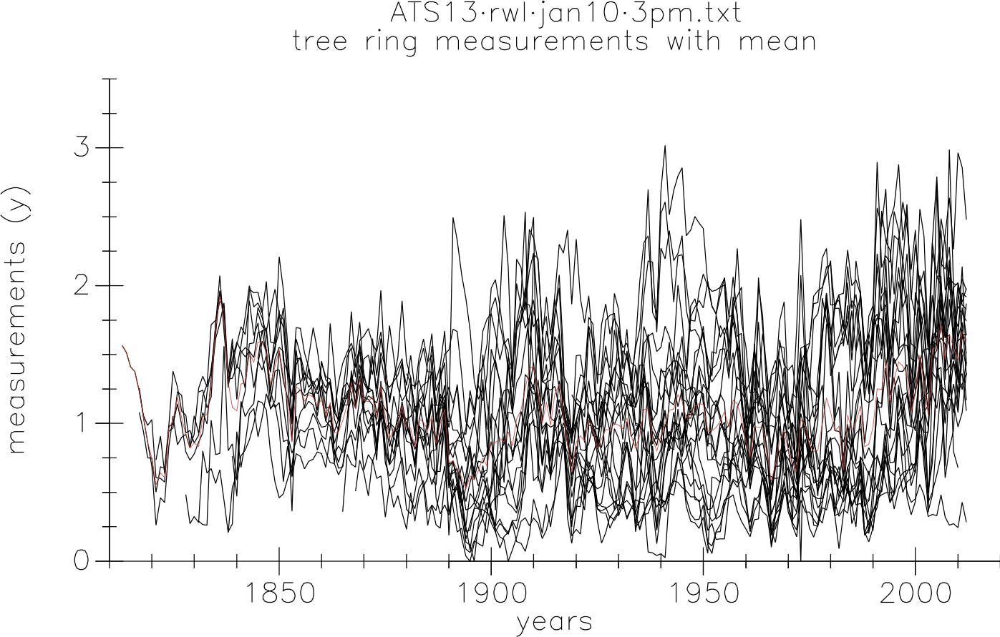 ATS13·rwl·jan10·3pm.txt
tree ring measurements with mean
measurements (y)
3
2
1
0
1850 1900 1950 2000
years